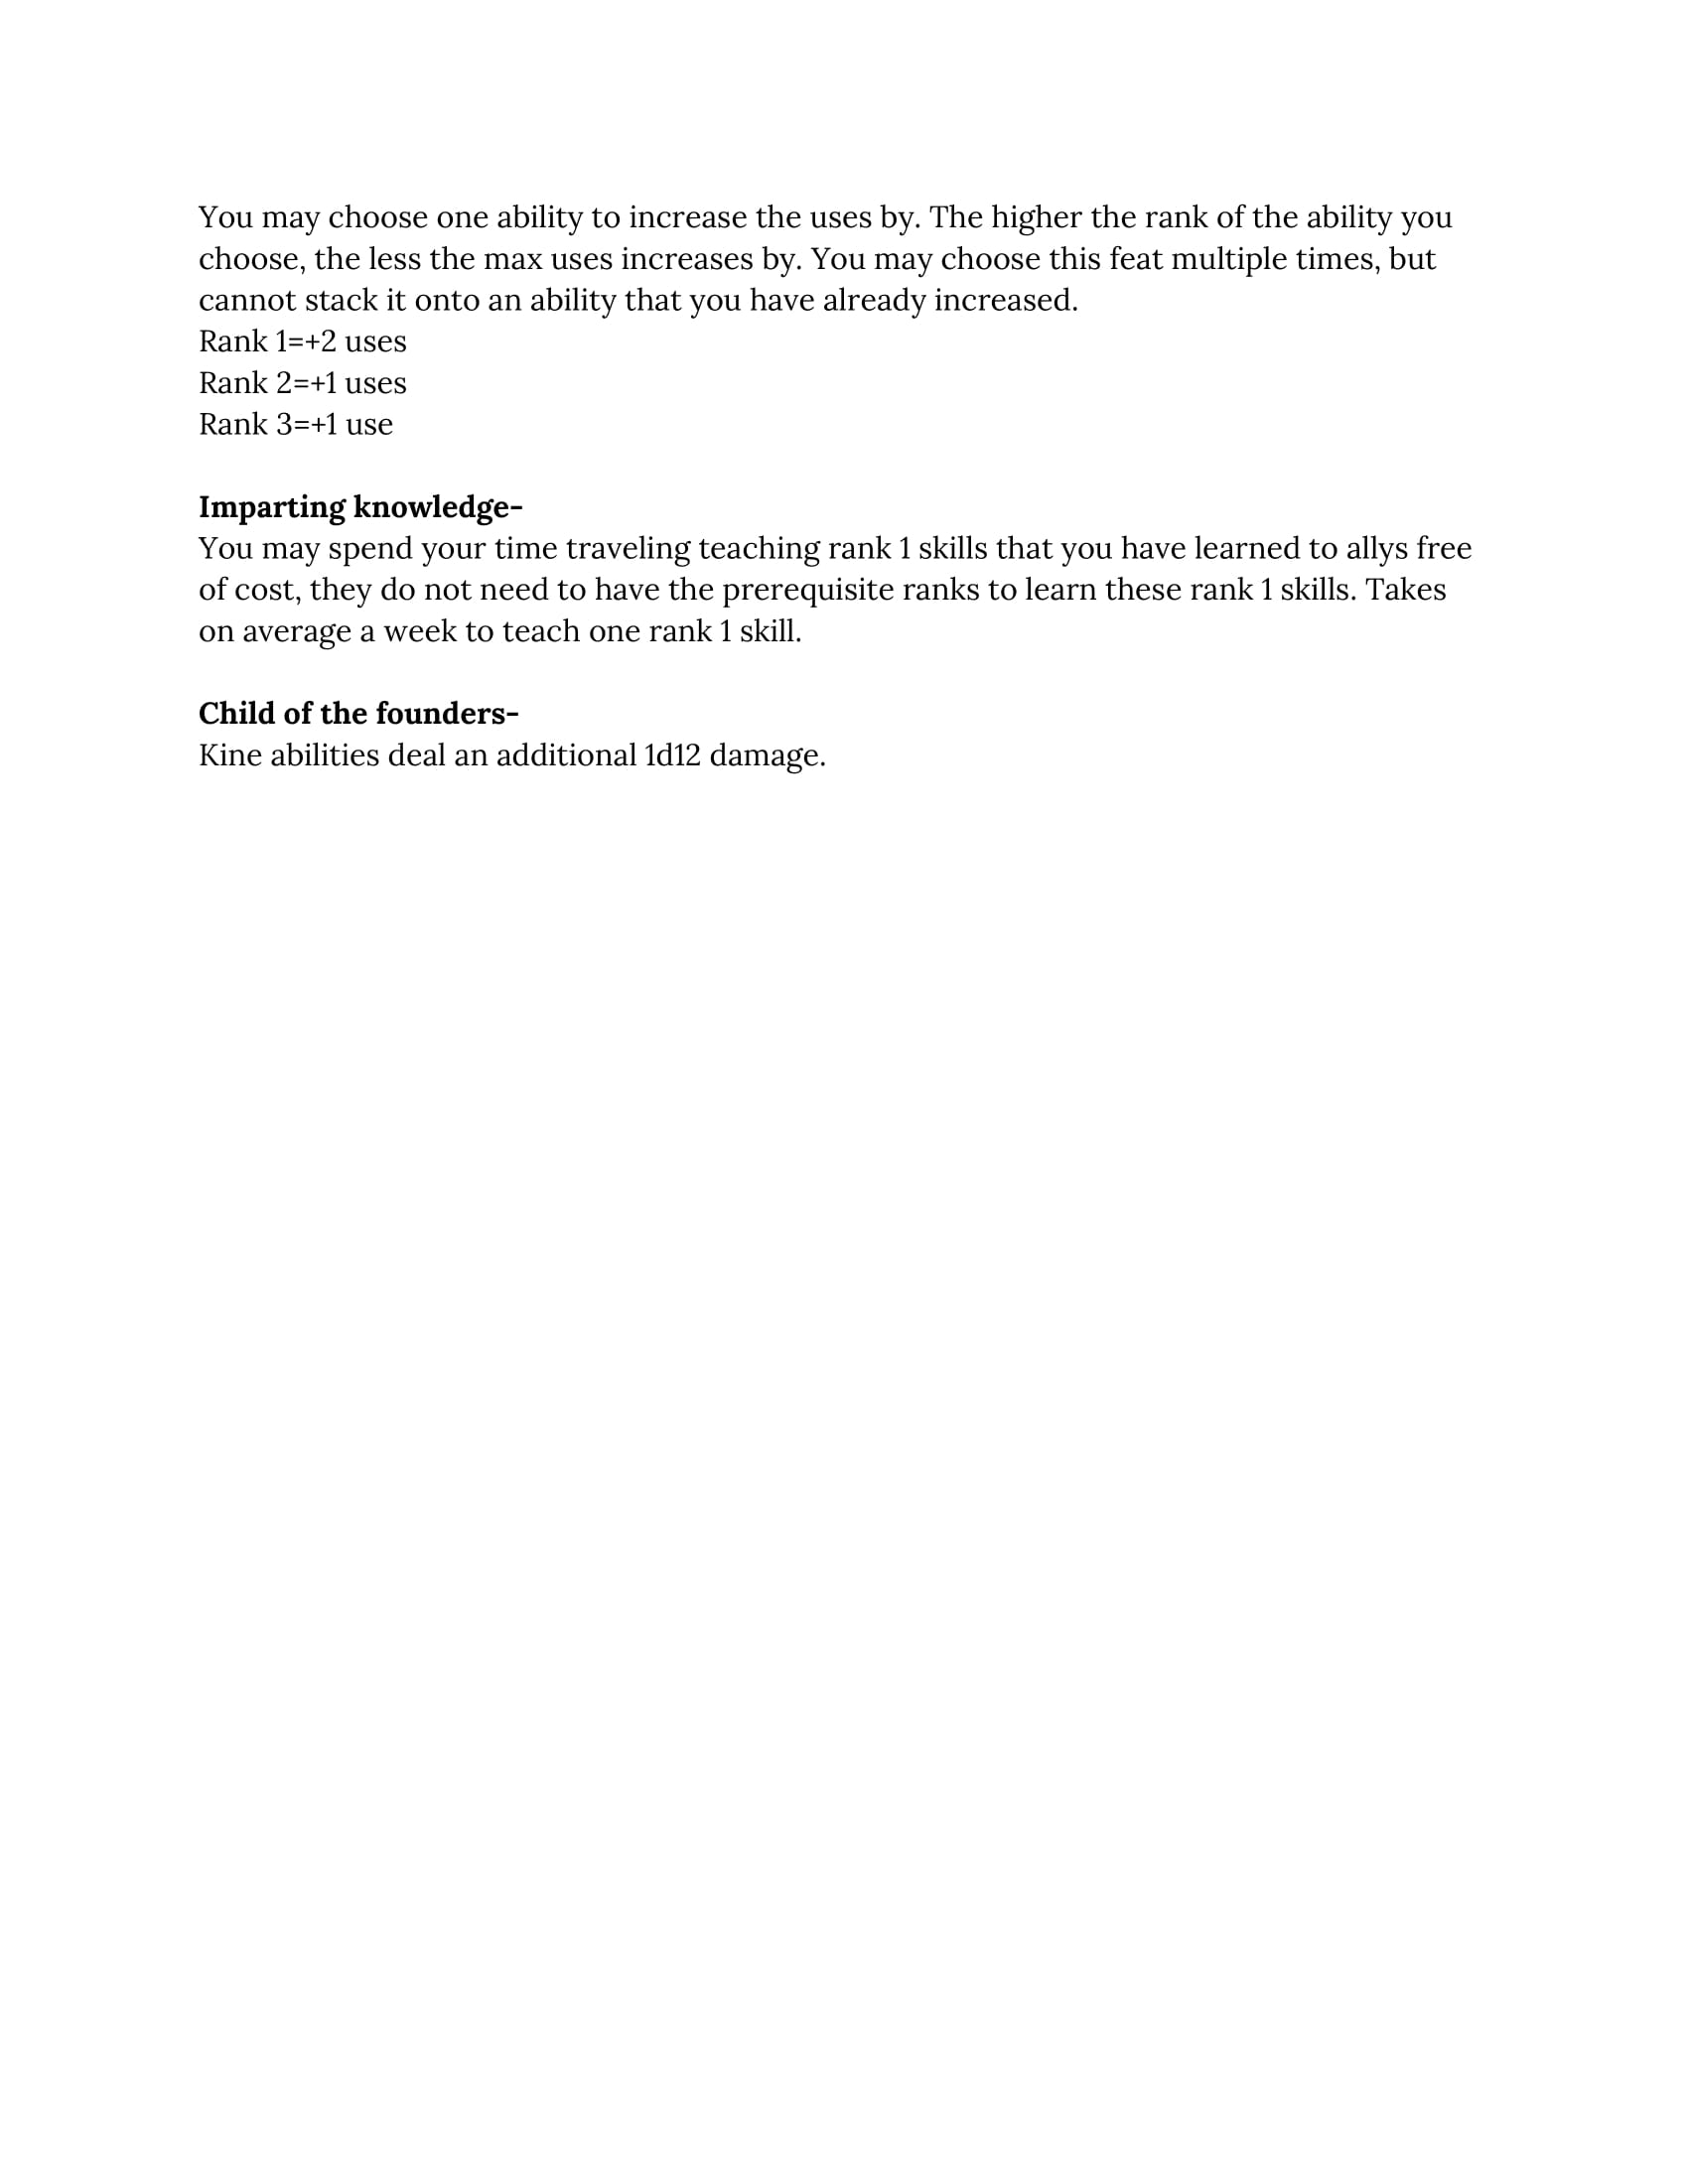 You may choose one ability to increase the uses by. The higher the rank of the ability you
choose, the less the max uses increases by. You may choose this feat multiple times, but
cannot stack it onto an ability that you have already increased.
Rank 1=+2 uses
Rank 2=+1 uses
Rank 3=+1 use
Imparting knowledge-
You may spend your time traveling teaching rank 1 skills that you have learned to allys free
of cost, they do not need to have the prerequisite ranks to learn these rank 1 skills. Takes
on average a week to teach one rank 1 skill.
Child of the founders-
Kine abilities deal an additional 1d12 damage.